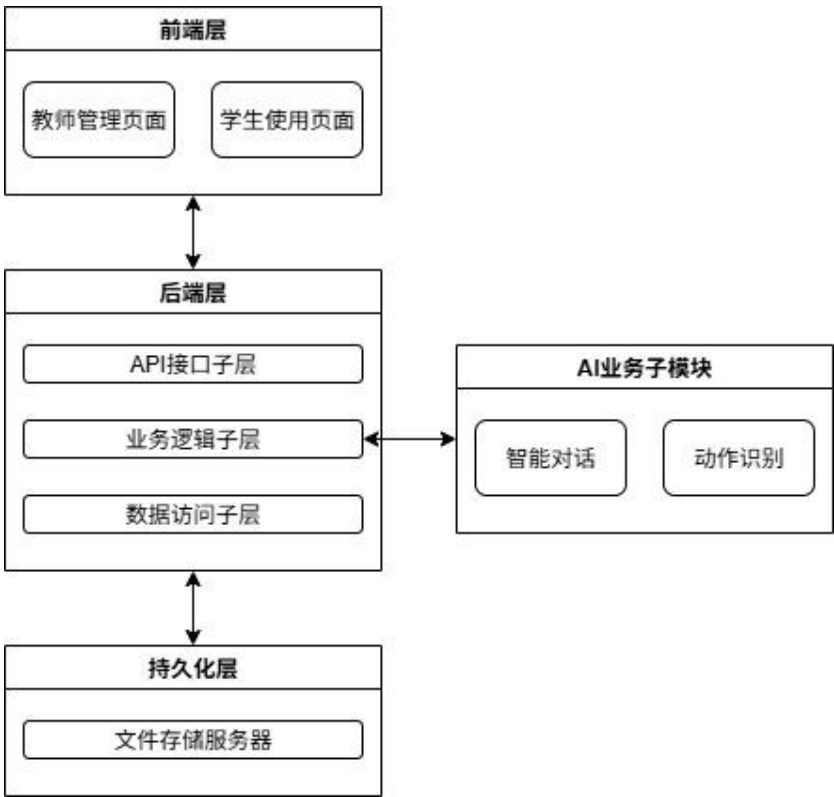 前端层
教师管理页面
学生使用页面
后端层
API接口子层
业务逻辑子层
数据访问子层
AI业务子模块
智能对话
动作识别
持久化层
文件存储服务器